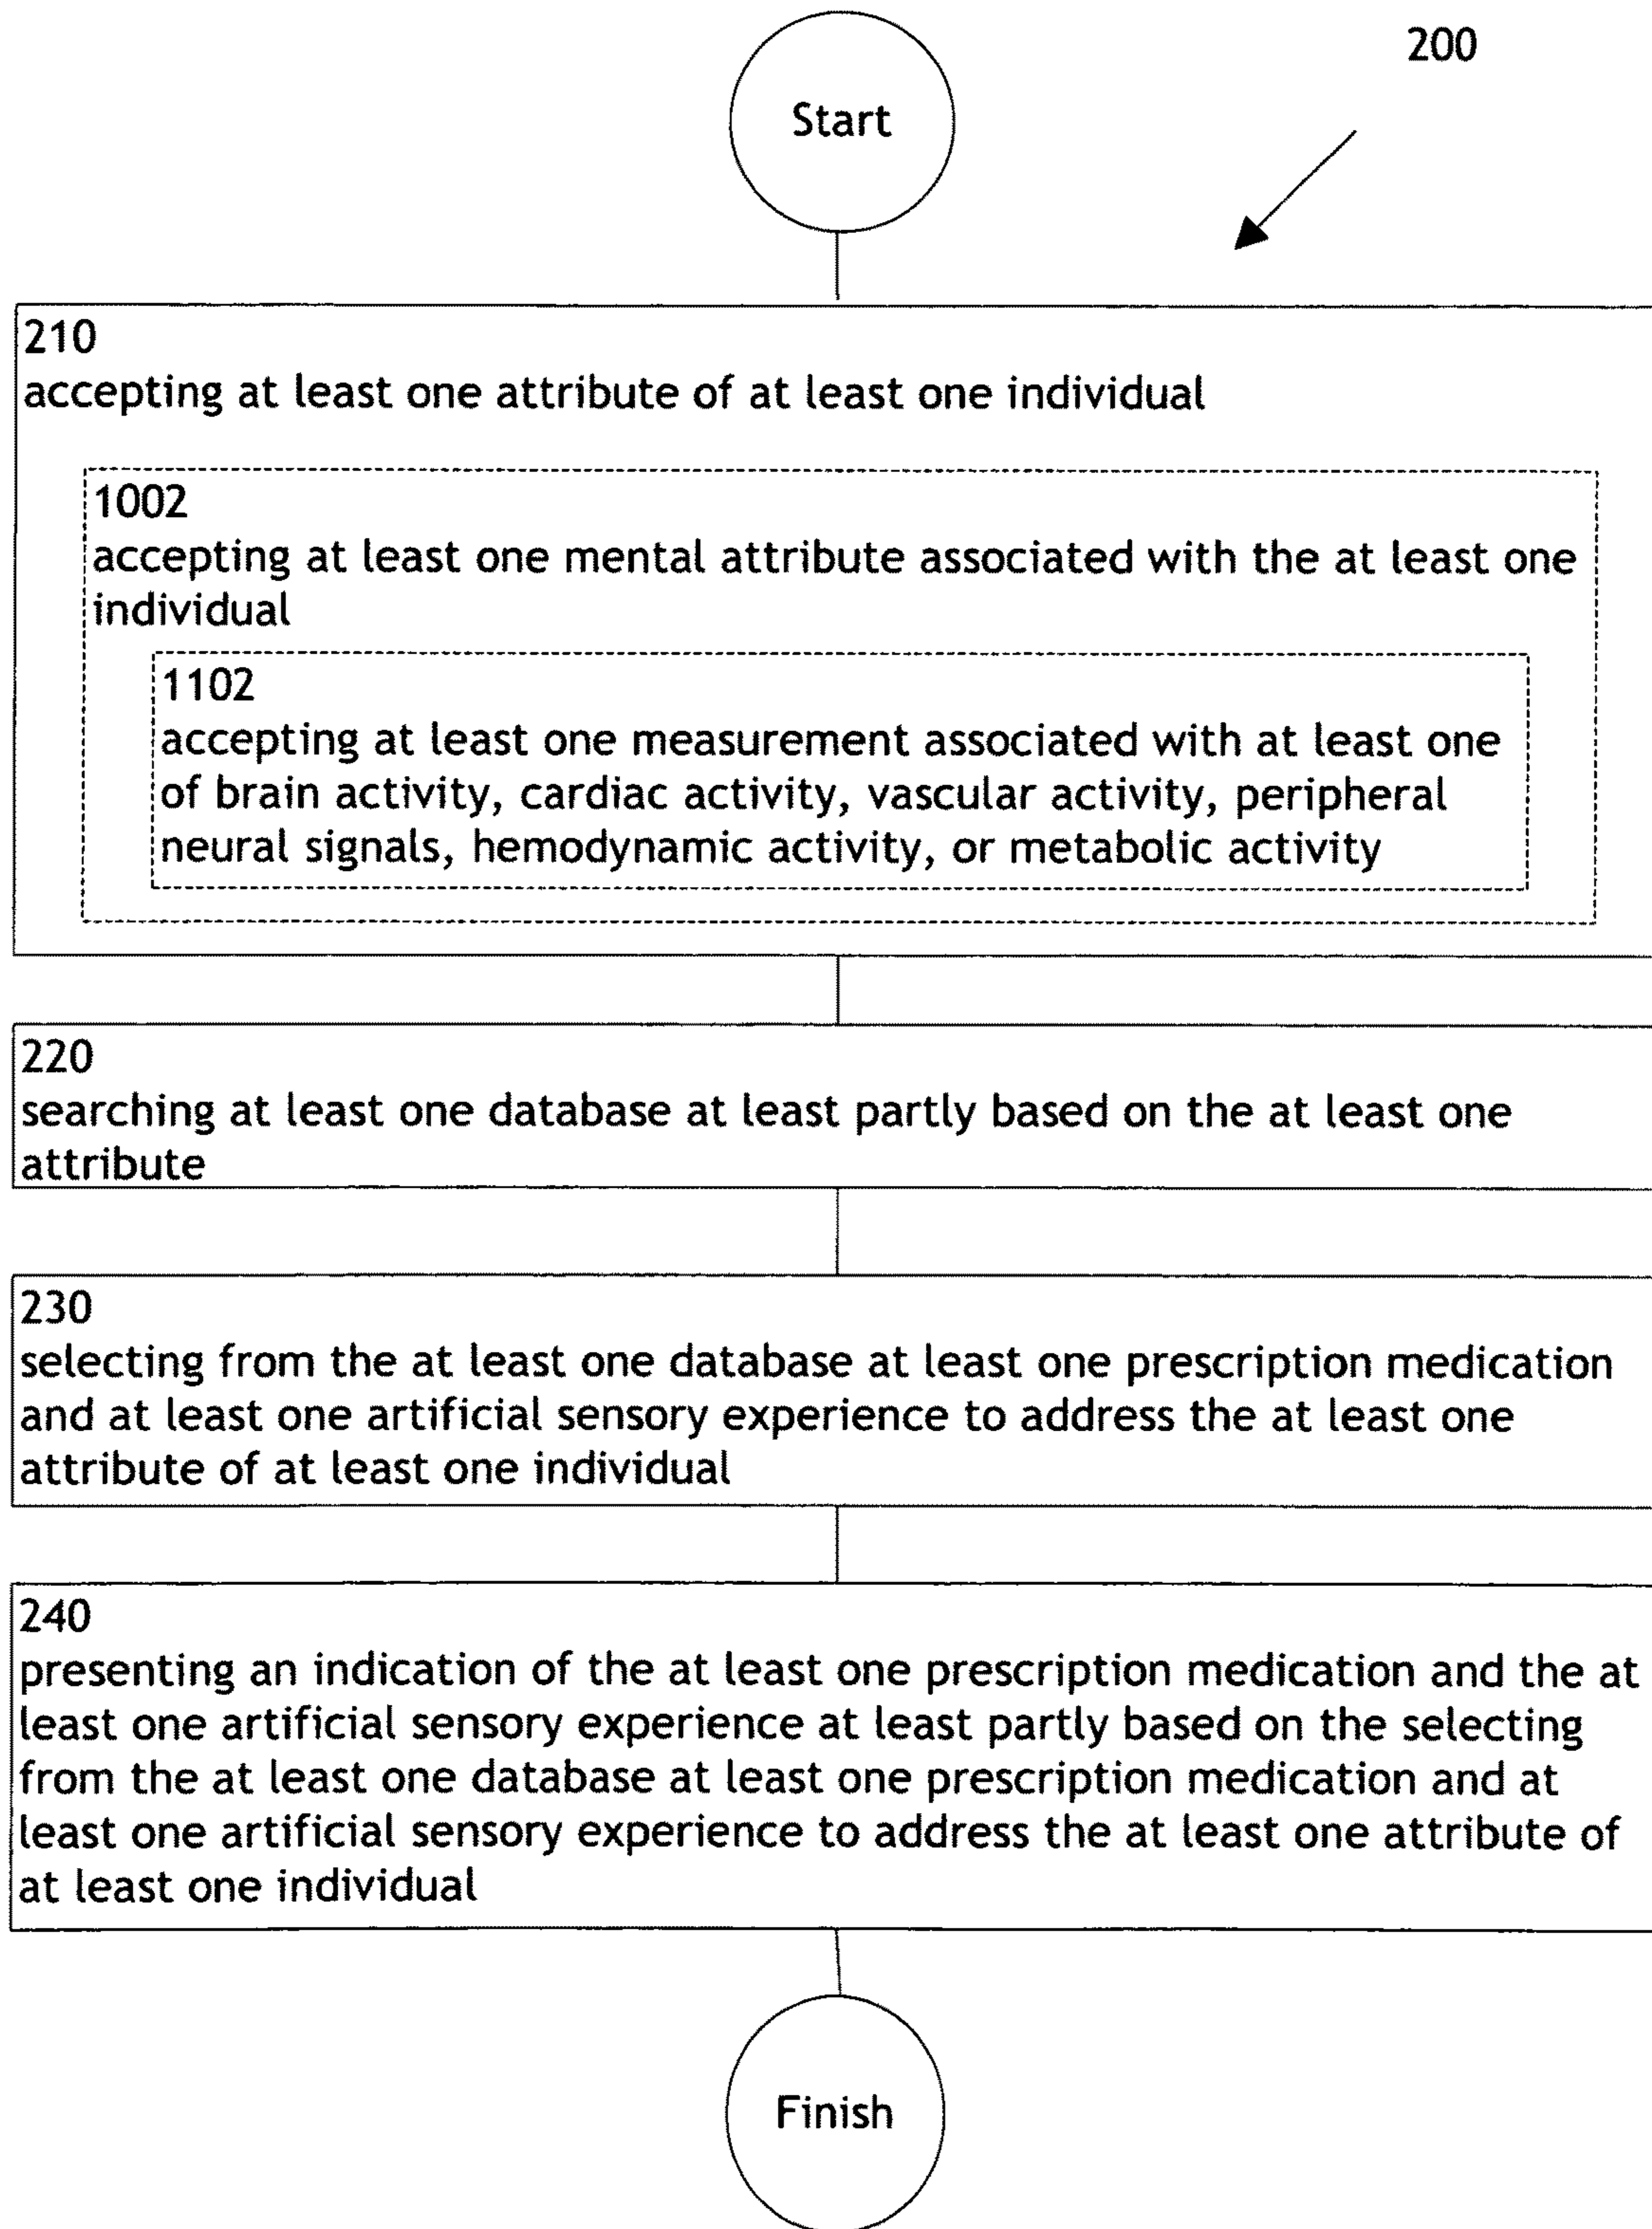 200
Start
210
accepting at least one attribute of at least one individual
1002
accepting at least one mental attribute associated with the at least one
individual
1102
accepting at least one measurement associated with at least one
of brain activity, cardiac activity, vascular activity, peripheral
neural signals, hemodynamic activity, or metabolic activity
220
searching at least one database at least partly based on the at least one
attribute
230
selecting from the at least one database at least one prescription medication
and at least one artificial sensory experience to address the at least one
attribute of at least one individual
240
presenting an indication of the at least one prescription medication and the at
least one artificial sensory experience at least partly based on the selecting
from the at least one database at least one prescription medication and at
least one artificial sensory experience to address the at least one attribute of
at least one individual
Finish